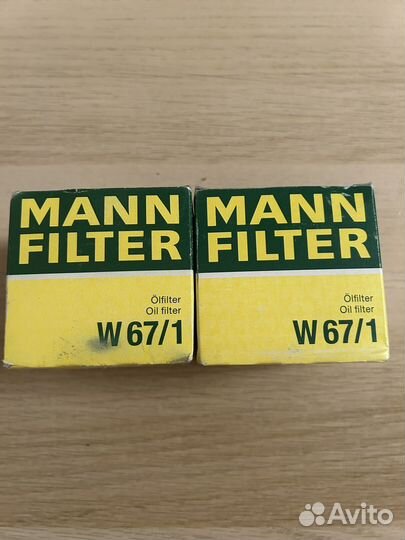 MANN
FILTER
Ölfilter
Oil filter
W 67/1
MANN
FILTER
Ölfilter
Oil filter
W 67/1
Avito